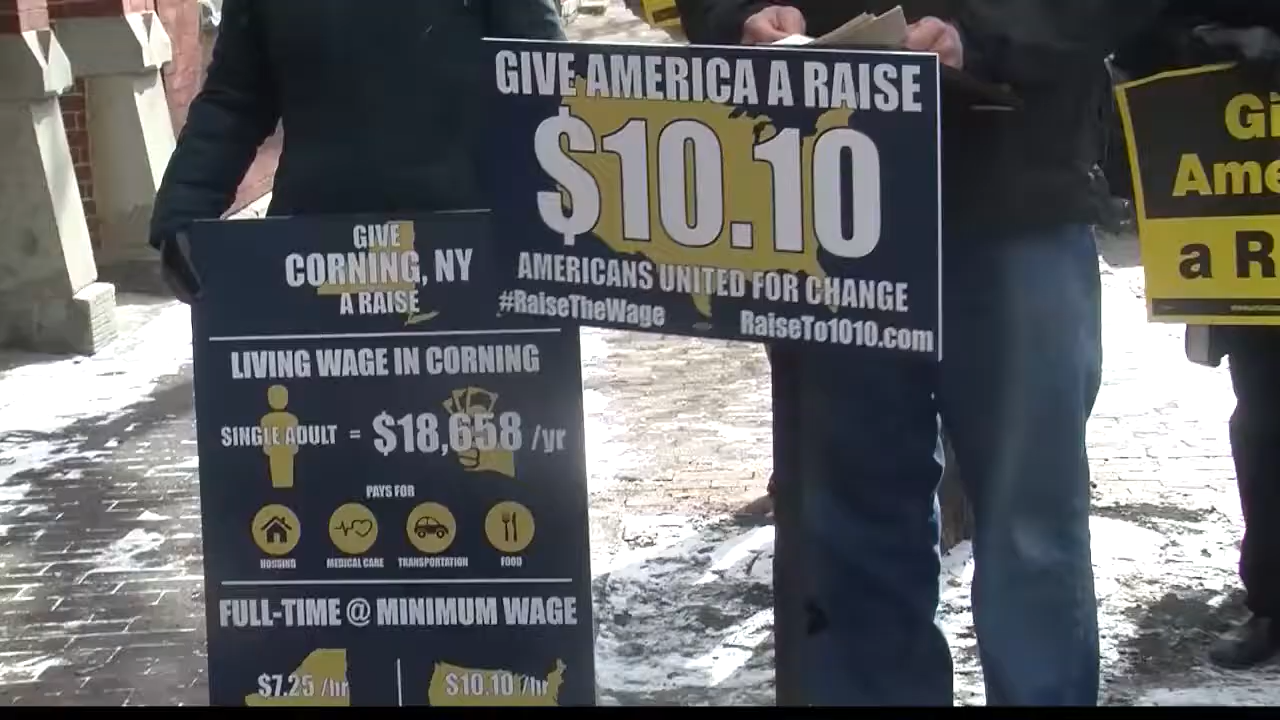 GIVE AMERICA A RAISE
$10.10
AMERICANS UNITED FOR CHANGE
#RaiseTheWage
RaiseTo1010.com
GIVE
CORNING, NY
A RAISE
LIVING WAGE IN CORNING
SINGLE ADULT = $18,658 /yr
PAYS FOR
HOUSING MEDICAL CARE TRANSPORTATION FOOD
FULL-TIME @ MINIMUM WAGE
$7.25 /hr $10.10 /hr
Gi
Ame
a R